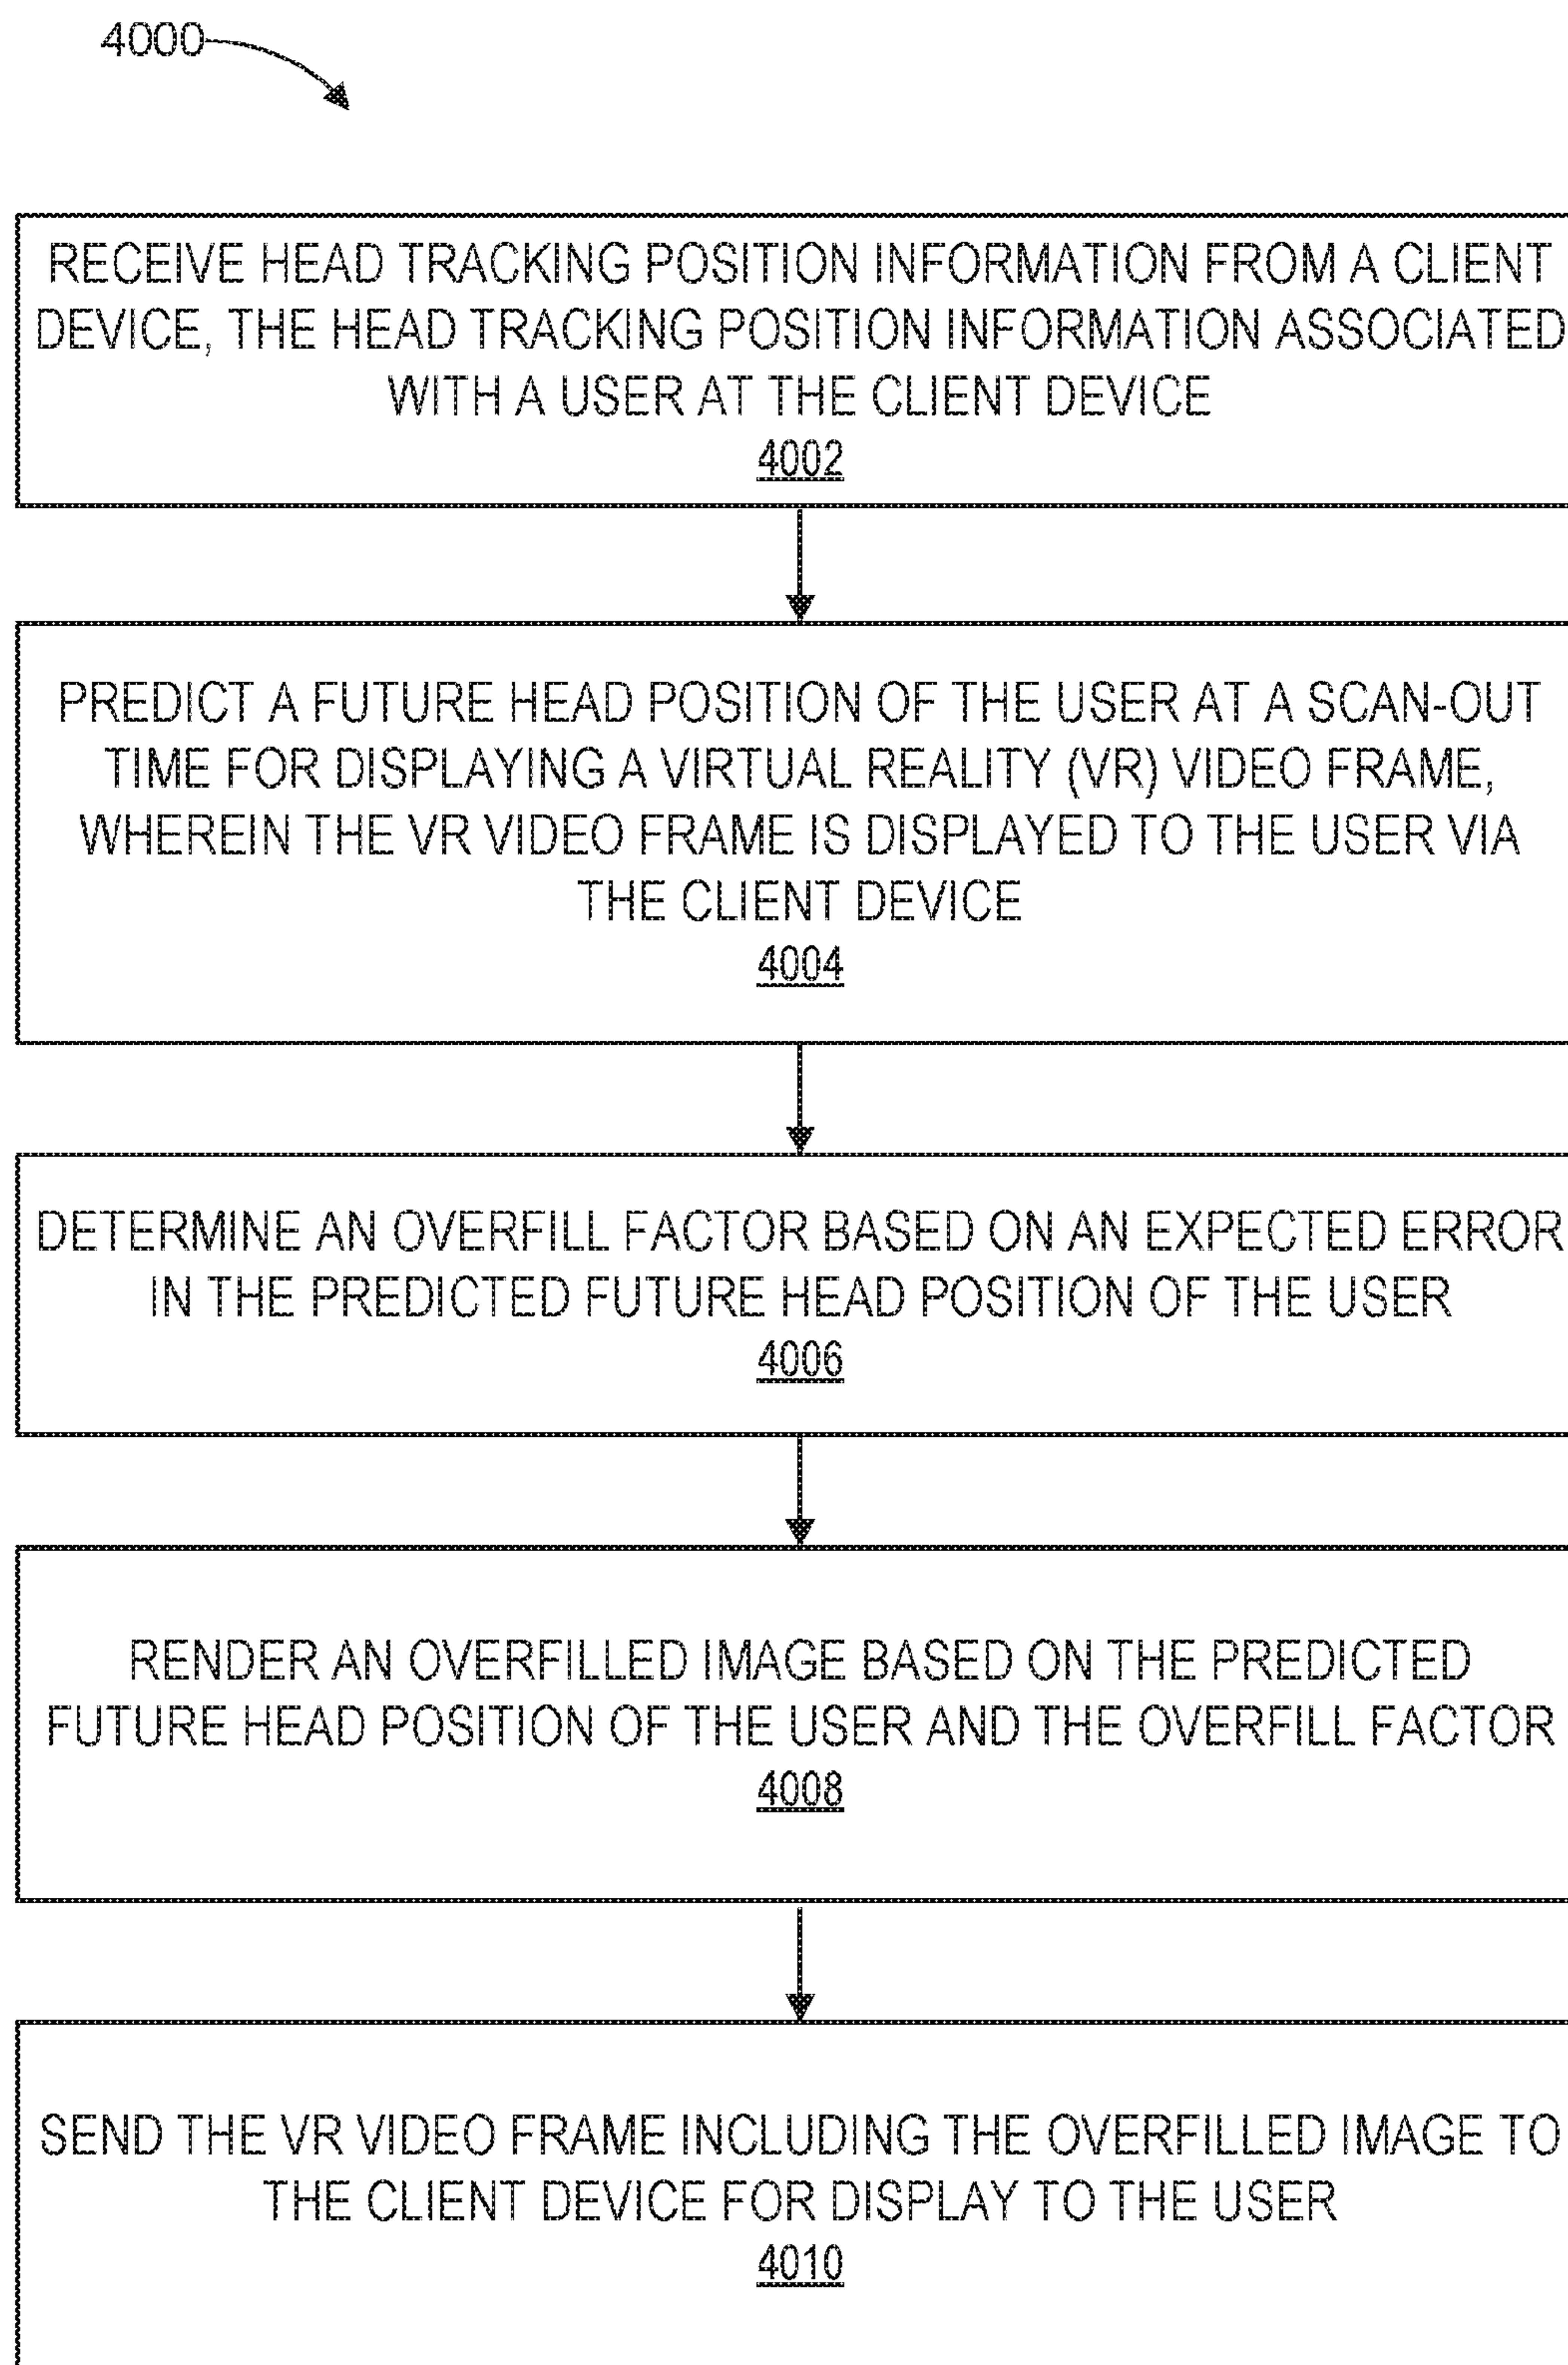 4000
RECEIVE HEAD TRACKING POSITION INFORMATION FROM A CLIENT
DEVICE, THE HEAD TRACKING POSITION INFORMATION ASSOCIATED
WITH A USER AT THE CLIENT DEVICE
4002
PREDICT A FUTURE HEAD POSITION OF THE USER AT A SCAN-OUT
TIME FOR DISPLAYING A VIRTUAL REALITY (VR) VIDEO FRAME,
WHEREIN THE VR VIDEO FRAME IS DISPLAYED TO THE USER VIA
THE CLIENT DEVICE
4004
DETERMINE AN OVERFILL FACTOR BASED ON AN EXPECTED ERROR
IN THE PREDICTED FUTURE HEAD POSITION OF THE USER
4006
RENDER AN OVERFILLED IMAGE BASED ON THE PREDICTED
FUTURE HEAD POSITION OF THE USER AND THE OVERFILL FACTOR
4008
SEND THE VR VIDEO FRAME INCLUDING THE OVERFILLED IMAGE TO
THE CLIENT DEVICE FOR DISPLAY TO THE USER
4010